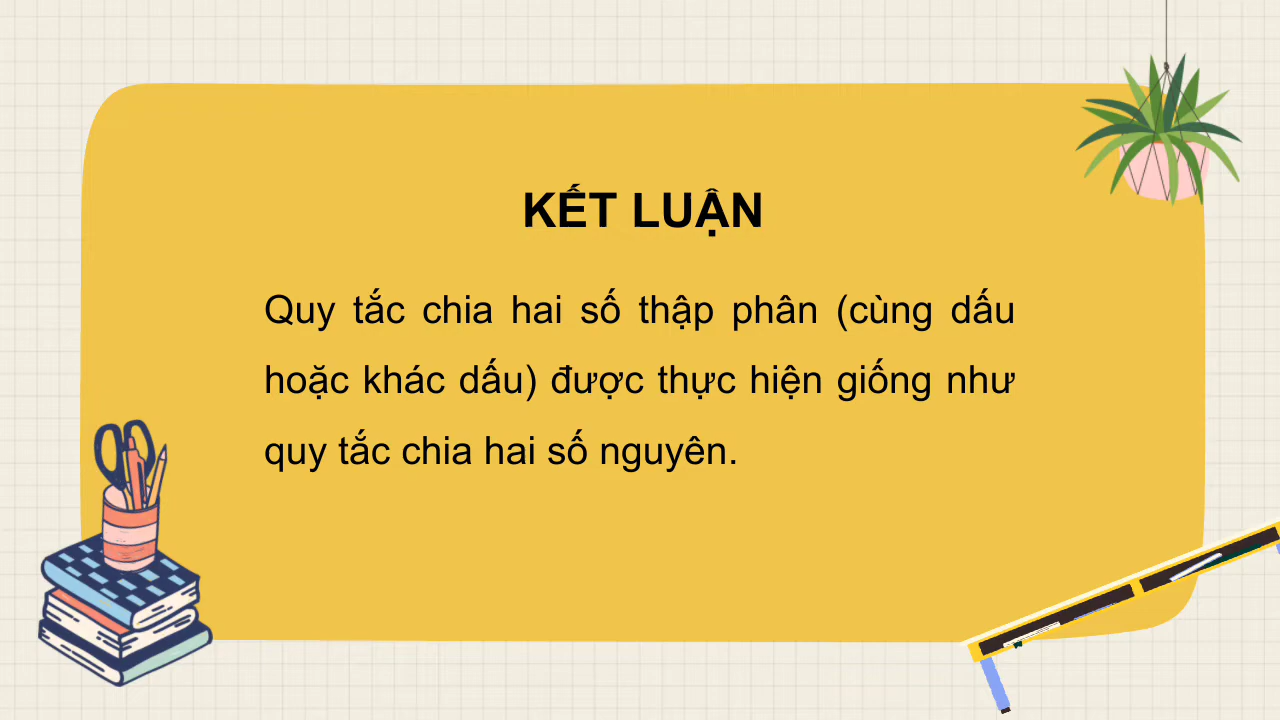 KẾT LUẬN
Quy tắc chia hai số thập phân (cùng dấu
hoặc khác dấu) được thực hiện giống như
quy tắc chia hai số nguyên.